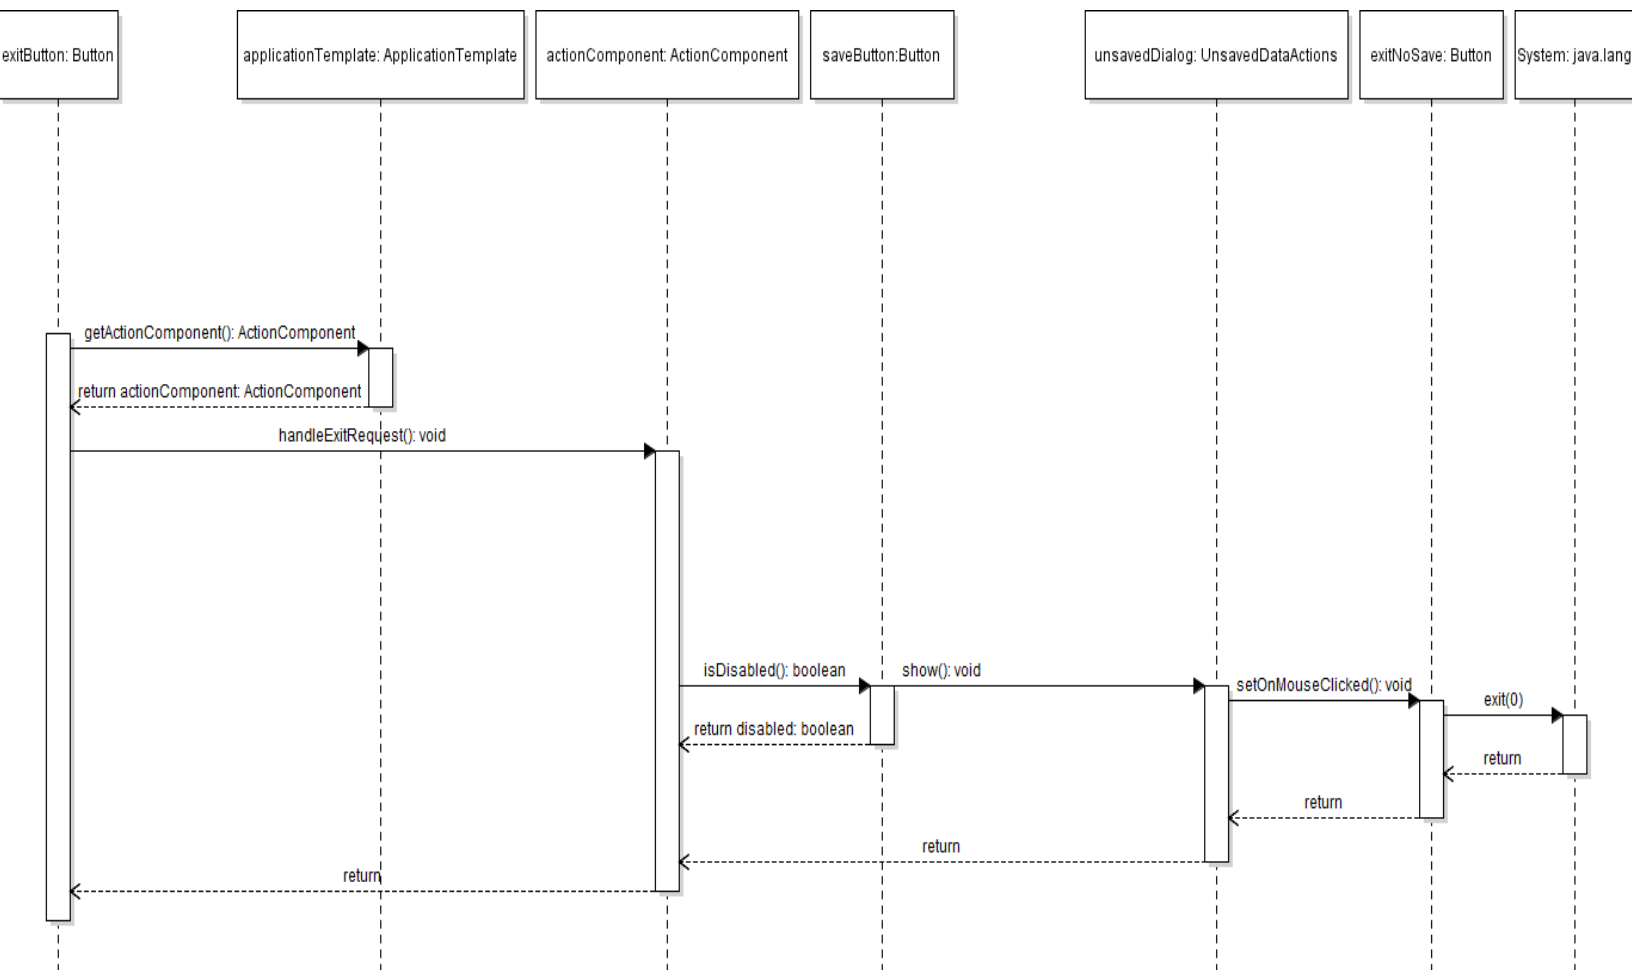 exitButton: Button
applicationTemplate: ApplicationTemplate
actionComponent: ActionComponent
saveButton:Button
unsavedDialog: UnsavedDataActions
exitNoSave: Button
System: java.lang
getActionComponent(): ActionComponent
return actionComponent: ActionComponent
handleExitRequest(): void
isDisabled(): boolean
show(): void
setOnMouseClicked(): void
exit(0)
return disabled: boolean
return
return
return
return